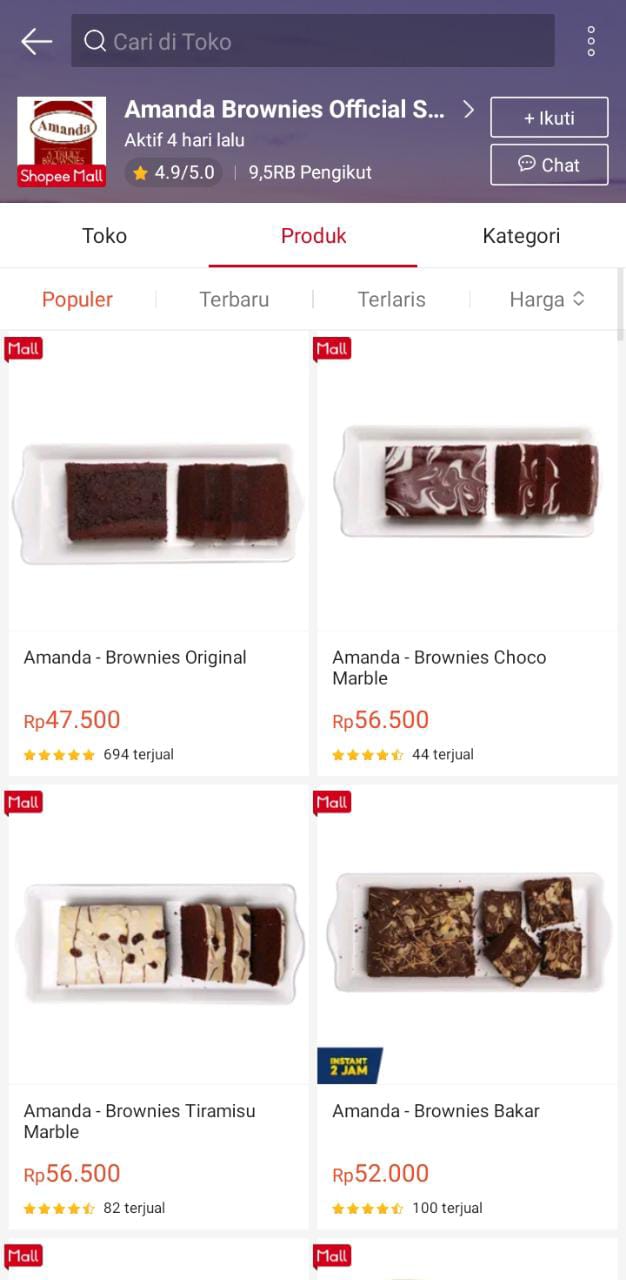 Cari di Toko
Amanda
Shopee Mall
Amanda Brownies Official S...
Aktif 4 hari lalu
4.9/5.0
9,5RB Pengikut
+ Ikuti
Chat
Toko
Produk
Kategori
Populer
Terbaru
Terlaris
Harga
Mall
Mall
Amanda - Brownies Original
Rp47.500
694 terjual
Amanda - Brownies Choco
Marble
Rp56.500
44 terjual
Mall
Mall
INSTANT
2 JAM
Amanda - Brownies Tiramisu
Marble
Rp56.500
82 terjual
Amanda - Brownies Bakar
Rp52.000
100 terjual
Mall
Mall